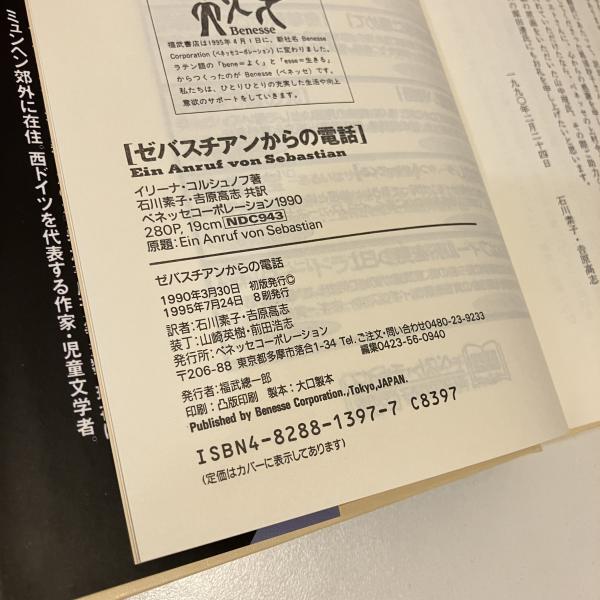 Benesse
福武書店は1995年4月1日に、新社名 Benesse
Corporation (ベネッセコーポレーション)に変わりました。
ラテン語の「bene=よく」と「esse=生きる」
からつくったのが Benesse (ベネッセ)です。
私たちは、ひとりひとりの充実した生活や向上
意欲のサポートをしていきます。
[ゼバスチアンからの電話]
Ein Anruf von Sebastian
イリーナ・コルシュノフ著
石川素子・吉原高志 共訳
ベネッセコーポレーション1990
280P, 19cm [NDC943]
原題:Ein Anruf von Sebastian
ゼバスチアンからの電話
1990年3月30日 初版発行©
1995年7月24日 8刷発行
訳者:石川素子・吉原高志
装丁:山崎英樹・前田浩志
発行所:ベネッセコーポレーション
〒206-88 東京都多摩市落合1-34 Tel.ご注文・問い合わせ0480-23-9233
編集0423-56-0940
発行者:福武總一郎
印刷:凸版印刷 製本:大口製本
Published by Benesse Corporation.,Tokyo,JAPAN.
ISBN4-8288-1397-7 C8397
(定価はカバーに表示してあります)
一九九〇年二月二十四日
石川素子・吉原高志
ミュンヘン郊外に在住。西ドイツを代表する作家・児童文学者。